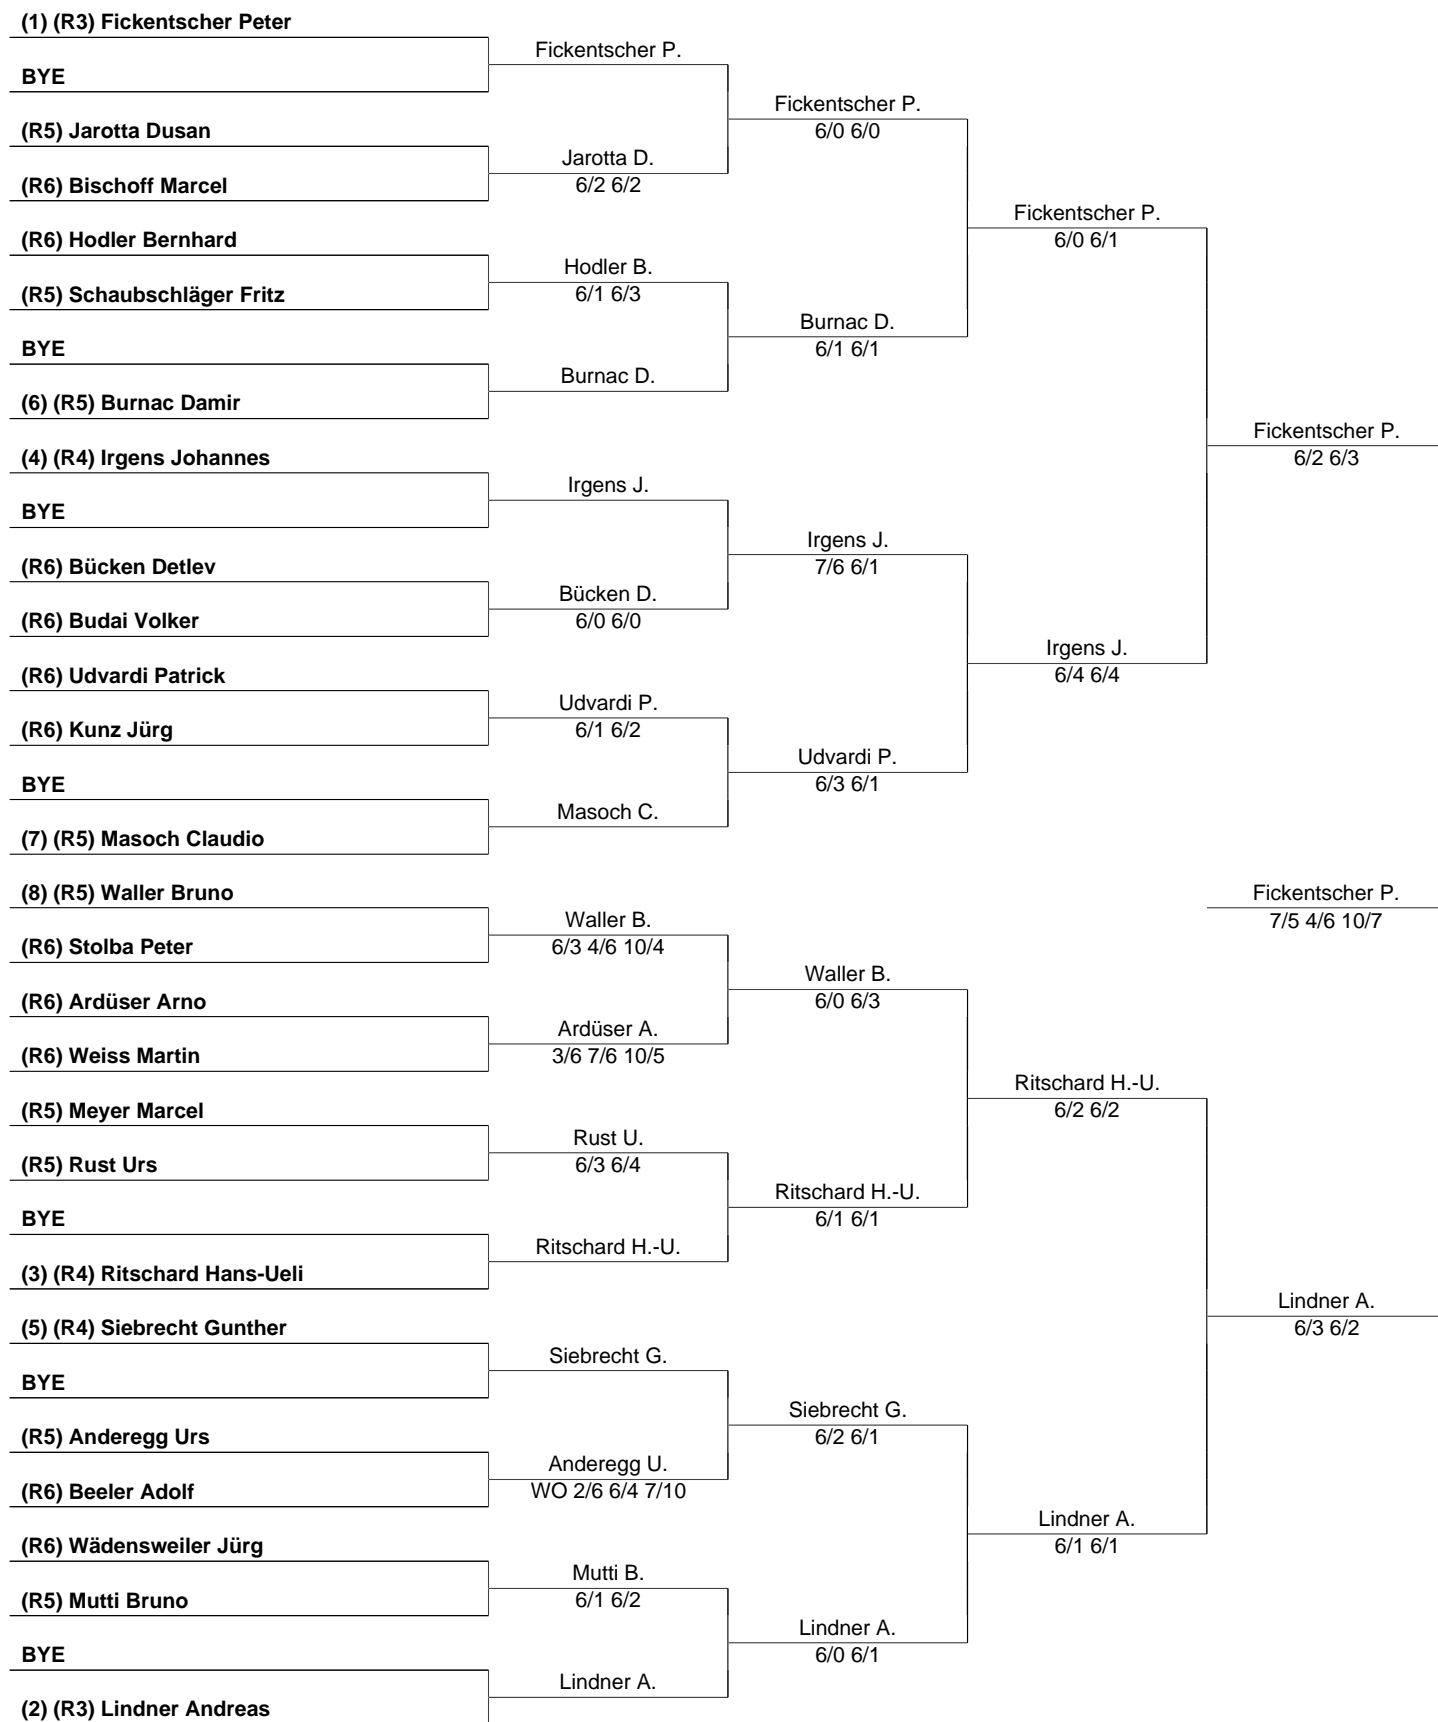 (1) (R3) Fickentscher Peter
BYE
(R5) Jarotta Dusan
(R6) Bischoff Marcel
(R6) Hodler Bernhard
(R5) Schaubschläger Fritz
BYE
(6) (R5) Burnac Damir
(4) (R4) Irgens Johannes
BYE
(R6) Bücken Detlev
(R6) Budai Volker
(R6) Udvardi Patrick
(R6) Kunz Jürg
BYE
(7) (R5) Masoch Claudio
(8) (R5) Waller Bruno
(R6) Stolba Peter
(R6) Ardüser Arno
(R6) Weiss Martin
(R5) Meyer Marcel
(R5) Rust Urs
BYE
(3) (R4) Ritschard Hans-Ueli
(5) (R4) Siebrecht Gunther
BYE
(R5) Anderegg Urs
(R6) Beeler Adolf
(R6) Wädensweiler Jürg
(R5) Mutti Bruno
BYE
(2) (R3) Lindner Andreas
Fickentscher P.
Jarotta D.
6/2 6/2
Hodler B.
6/1 6/3
Burnac D.
Irgens J.
Bücken D.
6/0 6/0
Udvardi P.
6/1 6/2
Masoch C.
Waller B.
6/3 4/6 10/4
Ardüser A.
3/6 7/6 10/5
Rust U.
6/3 6/4
Ritschard H.-U.
Siebrecht G.
Anderegg U.
WO 2/6 6/4 7/10
Mutti B.
6/1 6/2
Lindner A.
Fickentscher P.
6/0 6/0
Burnac D.
6/1 6/1
Irgens J.
7/6 6/1
Udvardi P.
6/3 6/1
Waller B.
6/0 6/3
Ritschard H.-U.
6/1 6/1
Siebrecht G.
6/2 6/1
Lindner A.
6/0 6/1
Fickentscher P.
6/0 6/1
Irgens J.
6/4 6/4
Ritschard H.-U.
6/2 6/2
Lindner A.
6/1 6/1
Fickentscher P.
6/2 6/3
Fickentscher P.
7/5 4/6 10/7
Lindner A.
6/3 6/2